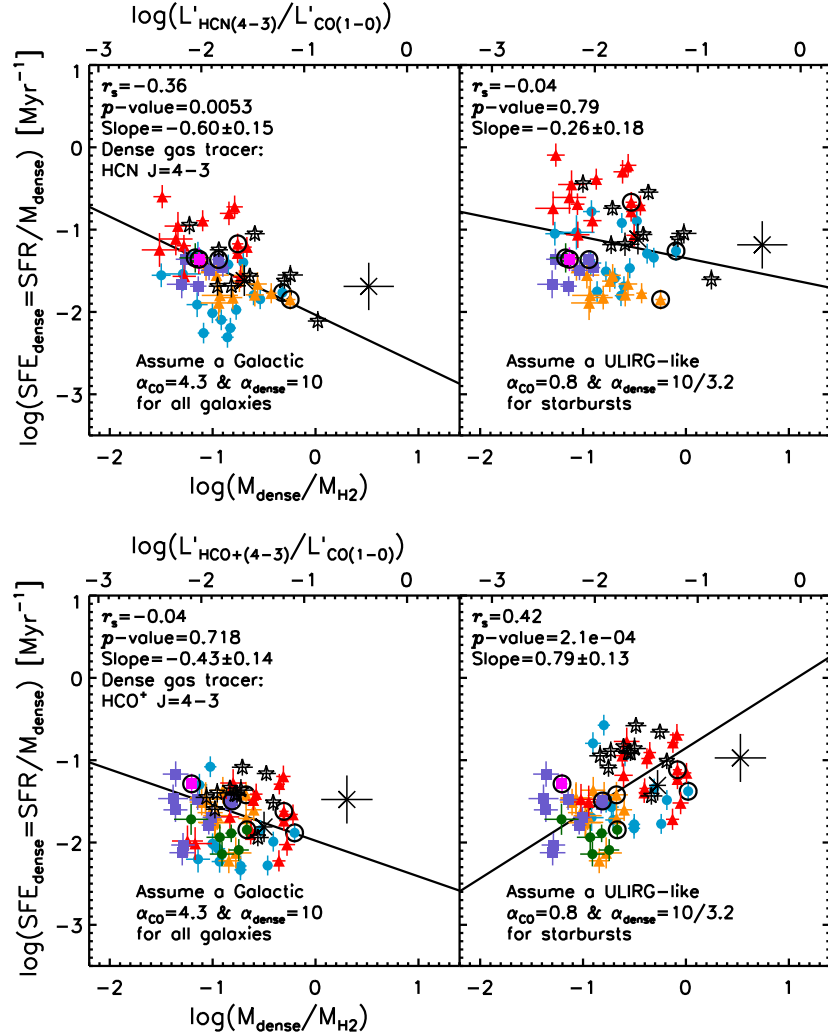 log(L'HCN(4−3)/L'CO(1−0))
−3 −2 −1 0 −3 −2 −1 0
log(SFEdense=SFR/Mdense) [Myr⁻¹]
−1
0
−1
−2
−3
rs=−0.36
p-value=0.0053
Slope=−0.60±0.15
Dense gas tracer:
HCN J=4−3
Assume a Galactic
αCO=4.3 & αdense=10
for all galaxies
rs=−0.04
p-value=0.79
Slope=−0.26±0.18
Assume a ULIRG-like
αCO=0.8 & αdense=10/3.2
for starbursts
−2 −1 0 1 −2 −1 0 1
log(Mdense/MH2)
log(L'HCO+(4−3)/L'CO(1−0))
−3 −2 −1 0 −3 −2 −1 0
log(SFEdense=SFR/Mdense) [Myr⁻¹]
1
0
−1
−2
−3
rs=−0.04
p-value=0.718
Slope=−0.43±0.14
Dense gas tracer:
HCO⁺ J=4−3
Assume a Galactic
αCO=4.3 & αdense=10
for all galaxies
rs=0.42
p-value=2.1e−04
Slope=0.79±0.13
Assume a ULIRG-like
αCO=0.8 & αdense=10/3.2
for starbursts
−2 −1 0 1 −2 −1 0 1
log(Mdense/MH2)